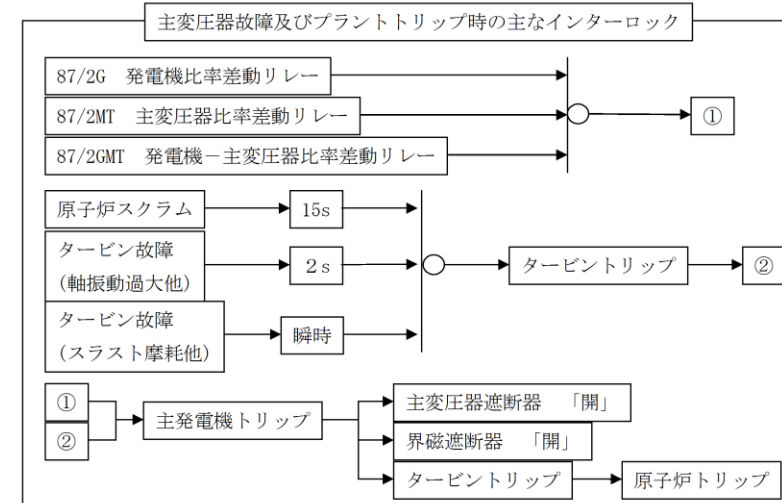 主変圧器故障及びプラントトリップ時の主なインターロック
87/2G 発電機比率差動リレー
87/2MT 主変圧器比率差動リレー
①
87/2GMT 発電機－主変圧器比率差動リレー
原子炉スクラム
15s
タービン故障
(軸振動過大他)
2s
タービントリップ
②
タービン故障
(スラスト摩耗他)
瞬時
①
②
主発電機トリップ
主変圧器遮断器 「開」
界磁遮断器 「開」
タービントリップ
原子炉トリップ